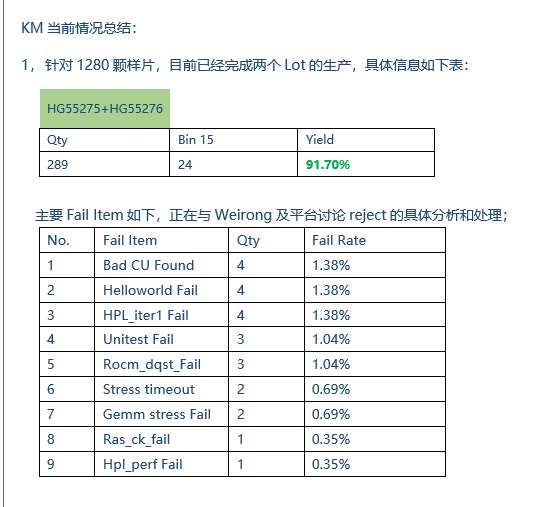 KM 当前情况总结：
1，针对 1280 颗样片，目前已经完成两个 Lot 的生产，具体信息如下表：
HG55275+HG55276
Qty Bin 15 Yield
289 24 91.70%
主要 Fail Item 如下，正在与 Weirong 及平台讨论 reject 的具体分析和处理；
No. Fail Item Qty Fail Rate
1 Bad CU Found 4 1.38%
2 Helloworld Fail 4 1.38%
3 HPL_iter1 Fail 4 1.38%
4 Unitest Fail 3 1.04%
5 Rocm_dqst_Fail 3 1.04%
6 Stress timeout 2 0.69%
7 Gemm stress Fail 2 0.69%
8 Ras_ck_fail 1 0.35%
9 Hpl_perf Fail 1 0.35%